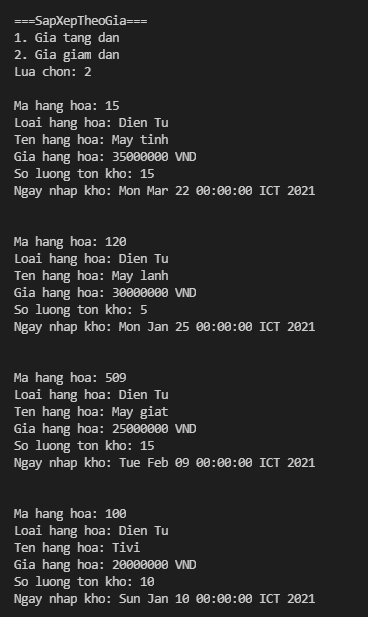 ===SapXepTheoGia===
1. Gia tang dan
2. Gia giam dan
Lua chon: 2
Ma hang hoa: 15
Loai hang hoa: Dien Tu
Ten hang hoa: May tinh
Gia hang hoa: 35000000 VND
So luong ton kho: 15
Ngay nhap kho: Mon Mar 22 00:00:00 ICT 2021
Ma hang hoa: 120
Loai hang hoa: Dien Tu
Ten hang hoa: May lanh
Gia hang hoa: 30000000 VND
So luong ton kho: 5
Ngay nhap kho: Mon Jan 25 00:00:00 ICT 2021
Ma hang hoa: 509
Loai hang hoa: Dien Tu
Ten hang hoa: May giat
Gia hang hoa: 25000000 VND
So luong ton kho: 15
Ngay nhap kho: Tue Feb 09 00:00:00 ICT 2021
Ma hang hoa: 100
Loai hang hoa: Dien Tu
Ten hang hoa: Tivi
Gia hang hoa: 20000000 VND
So luong ton kho: 10
Ngay nhap kho: Sun Jan 10 00:00:00 ICT 2021